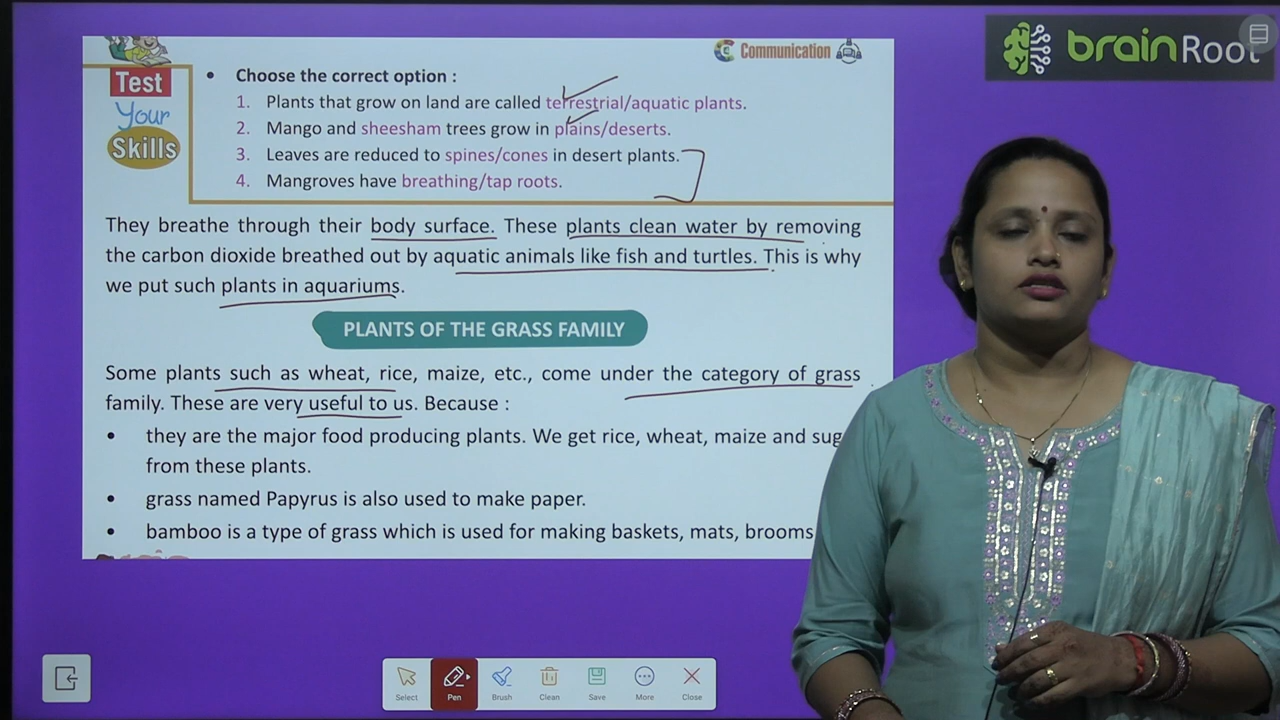 brainRoot
Communication
Test
Your
Skills
• Choose the correct option :
1. Plants that grow on land are called terrestrial/aquatic plants.
2. Mango and sheesham trees grow in plains/deserts.
3. Leaves are reduced to spines/cones in desert plants.
4. Mangroves have breathing/tap roots.
They breathe through their body surface. These plants clean water by removing
the carbon dioxide breathed out by aquatic animals like fish and turtles. This is why
we put such plants in aquariums.
PLANTS OF THE GRASS FAMILY
Some plants such as wheat, rice, maize, etc., come under the category of grass
family. These are very useful to us. Because :
• they are the major food producing plants. We get rice, wheat, maize and
from these plants.
• grass named Papyrus is also used to make paper.
• bamboo is a type of grass which is used for making baskets, mats, brooms
Select Pen Brush Clean Save More Close